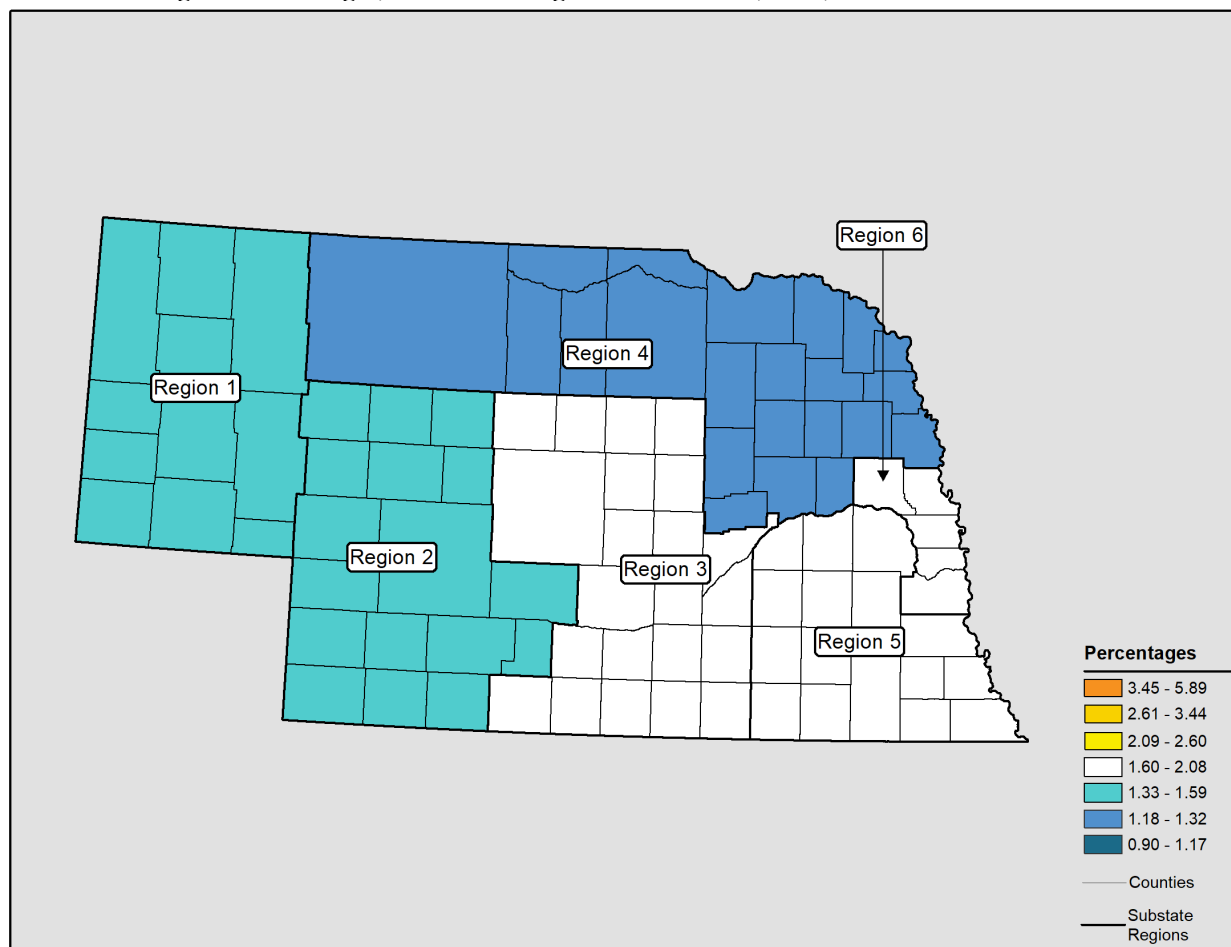 Region 6
Region 4
Region 1
Region 2
Region 3
Region 5
Percentages
3.45 - 5.89
2.61 - 3.44
2.09 - 2.60
1.60 - 2.08
1.33 - 1.59
1.18 - 1.32
0.90 - 1.17
Counties
Substate
Regions